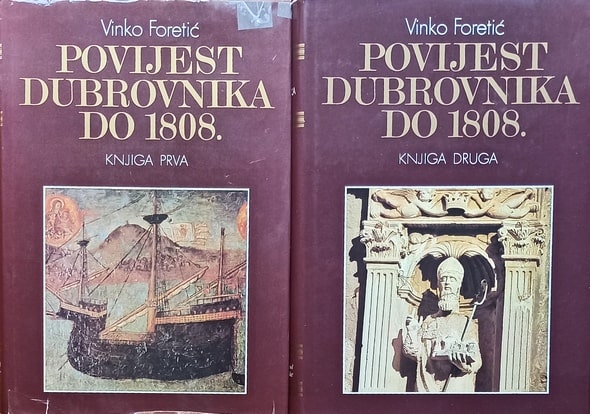 Vinko Foretić
POVIJEST
DUBROVNIKA
DO 1808.
KNJIGA PRVA
Vinko Foretić
POVIJEST
DUBROVNIKA
DO 1808.
KNJIGA DRUGA